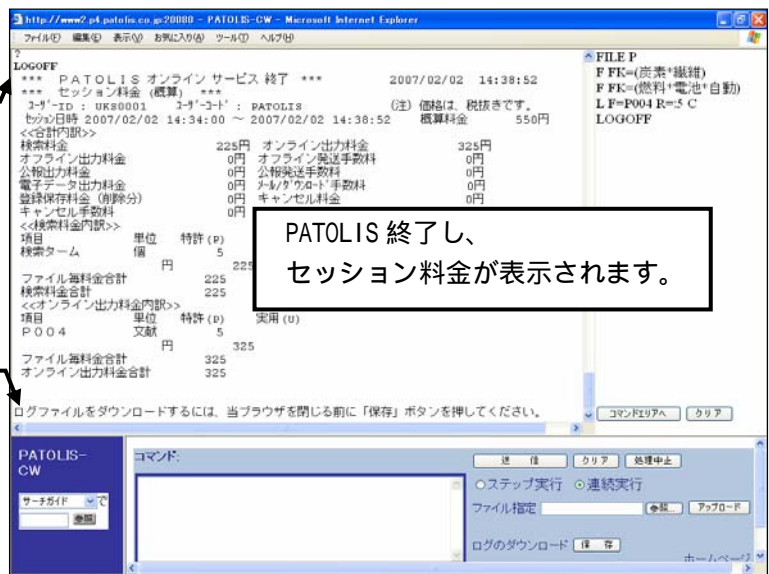 http://www2.p4.patolis.co.jp:20080 - PATOLIS-CW - Microsoft Internet Explorer
ファイル(F) 編集(E) 表示(V) お気に入り(A) ツール(T) ヘルプ(H)
?
LOGOFF
*** PATOLIS オンライン サービス 終了 *** 2007/02/02 14:38:52
*** セッション料金 (概算) ***
ユーザーID : UKS0001 ユーザーコード : PATOLIS (注) 価格は、税抜きです。
セッション日時 2007/02/02 14:34:00 ~ 2007/02/02 14:38:52 概算料金 550円
<<合計内訳>>
検索料金 225円 オンライン出力料金 325円
オフライン出力料金 0円 オフライン発送手数料 0円
公報出力料金 0円 公報発送手数料 0円
電子データ出力料金 0円 メール/ダウンロード手数料 0円
登録保存料金 (削除分) 0円 キャンセル料金 0円
キャンセル手数料 0円
<<検索料金内訳>>
項目 単位 特許(P)
検索ターム 個 5
円 225
ファイル毎料金合計 225
検索料金合計 225
<<オンライン出力料金内訳>>
項目 単位 特許(P) 実用(U)
P004 文献 5
円 325
ファイル毎料金合計 325
オンライン出力料金合計 325
ログファイルをダウンロードするには、当ブラウザを閉じる前に「保存」ボタンを押してください。
FILE P
F FK=(炭素*繊維)
F FK=(燃料*電池*自動)
L F=P004 R=:5 C
LOGOFF
コマンドエリアへ クリア
PATOLIS 終了し、
セッション料金が表示されます。
PATOLIS-
CW
サーチガイド で
参照
コマンド:
送 信 クリア 処理中止
ステップ実行 連続実行
ファイル指定 参照... アップロード
ログのダウンロード 保 存
ホームページ